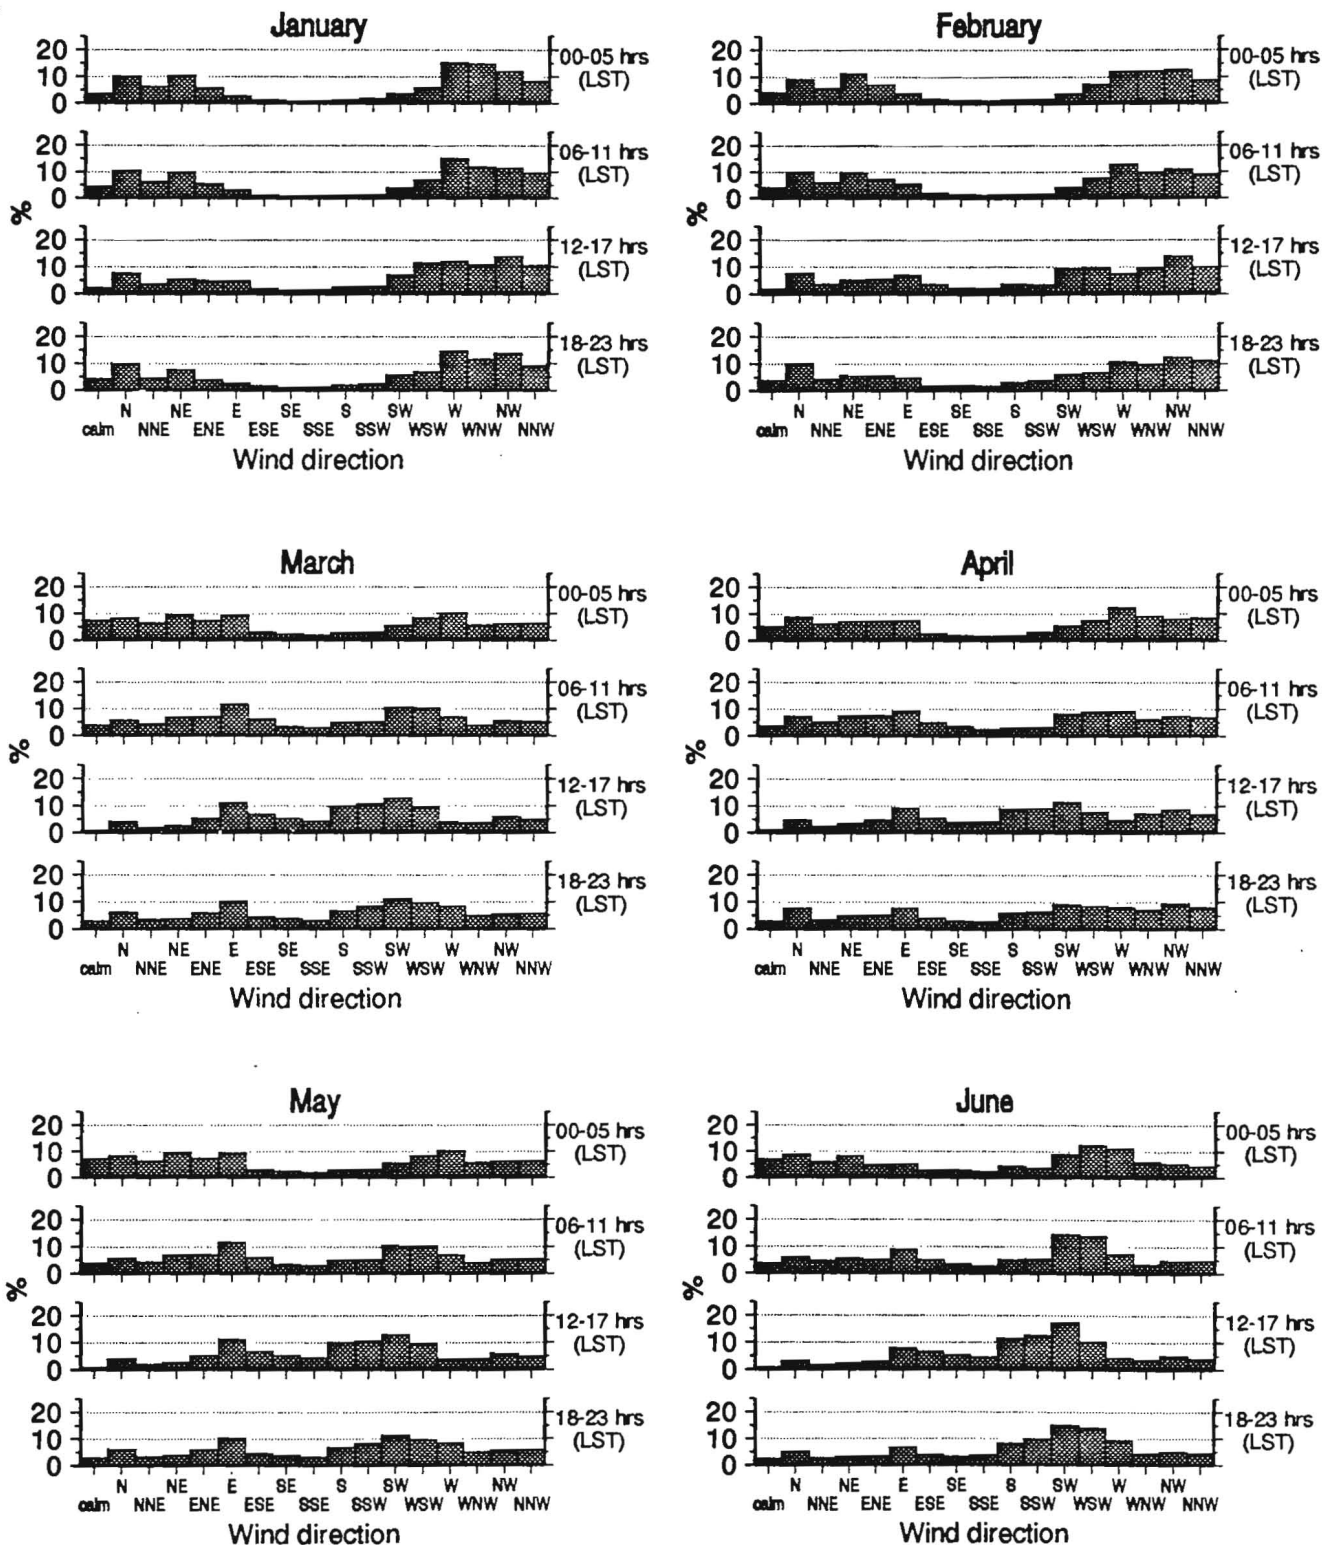 January
20
10
0
00-05 hrs
(LST)
20
10
0
06-11 hrs
(LST)
%
20
10
0
12-17 hrs
(LST)
20
10
0
18-23 hrs
(LST)
N NE E SE S SW W NW
calm NNE ENE ESE SSE SSW WSW WNW NNW
Wind direction
February
20
10
0
00-05 hrs
(LST)
20
10
0
06-11 hrs
(LST)
%
20
10
0
12-17 hrs
(LST)
20
10
0
18-23 hrs
(LST)
N NE E SE S SW W NW
calm NNE ENE ESE SSE SSW WSW WNW NNW
Wind direction
March
20
10
0
00-05 hrs
(LST)
20
10
0
06-11 hrs
(LST)
%
20
10
0
12-17 hrs
(LST)
20
10
0
18-23 hrs
(LST)
N NE E SE S SW W NW
calm NNE ENE ESE SSE SSW WSW WNW NNW
Wind direction
April
20
10
0
00-05 hrs
(LST)
20
10
0
06-11 hrs
(LST)
%
20
10
0
12-17 hrs
(LST)
20
10
0
18-23 hrs
(LST)
N NE E SE S SW W NW
calm NNE ENE ESE SSE SSW WSW WNW NNW
Wind direction
May
20
10
0
00-05 hrs
(LST)
20
10
0
06-11 hrs
(LST)
%
20
10
0
12-17 hrs
(LST)
20
10
0
18-23 hrs
(LST)
N NE E SE S SW W NW
calm NNE ENE ESE SSE SSW WSW WNW NNW
Wind direction
June
20
10
0
00-05 hrs
(LST)
20
10
0
06-11 hrs
(LST)
%
20
10
0
12-17 hrs
(LST)
20
10
0
18-23 hrs
(LST)
N NE E SE S SW W NW
calm NNE ENE ESE SSE SSW WSW WNW NNW
Wind direction